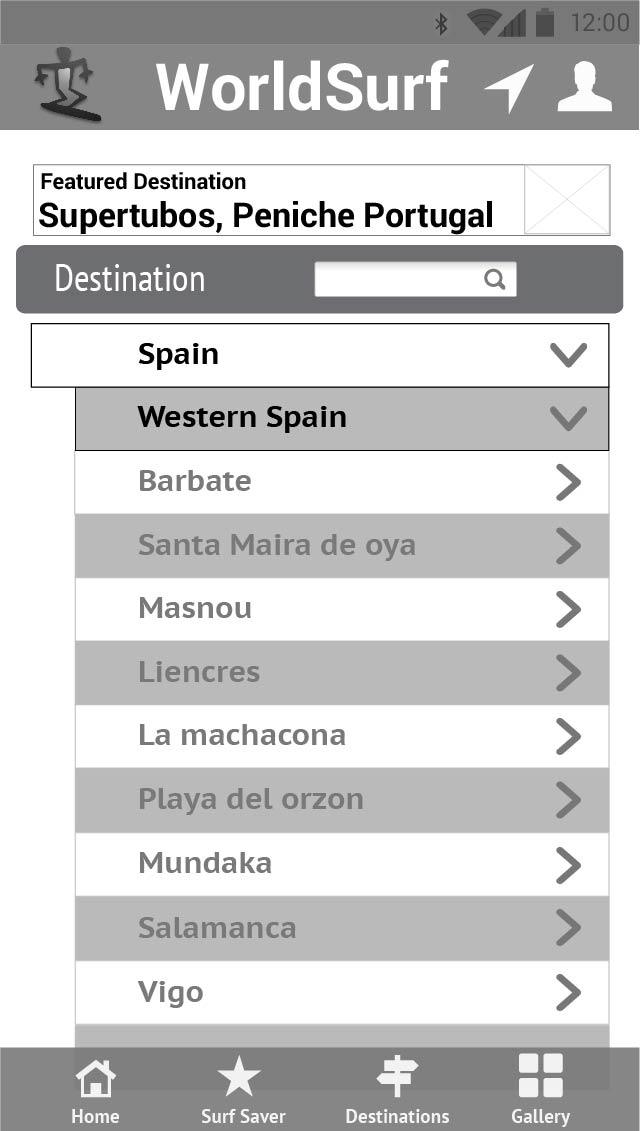 12:00
WorldSurf
Featured Destination
Supertubos, Peniche Portugal
Destination
Spain
Western Spain
Barbate
Santa Maira de oya
Masnou
Liencres
La machacona
Playa del orzon
Mundaka
Salamanca
Vigo
Home Surf Saver Destinations Gallery